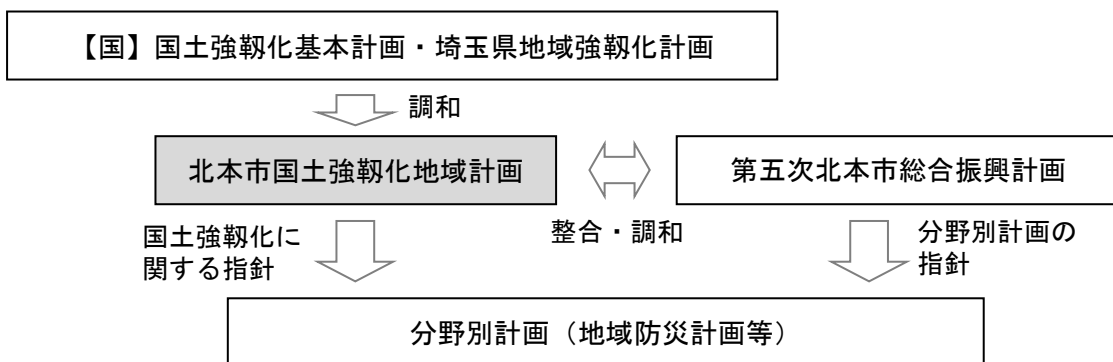 【国】国土強靱化基本計画・埼玉県地域強靱化計画
調和
北本市国土強靱化地域計画
第五次北本市総合振興計画
整合・調和
国土強靱化に
関する指針
分野別計画の
指針
分野別計画（地域防災計画等）